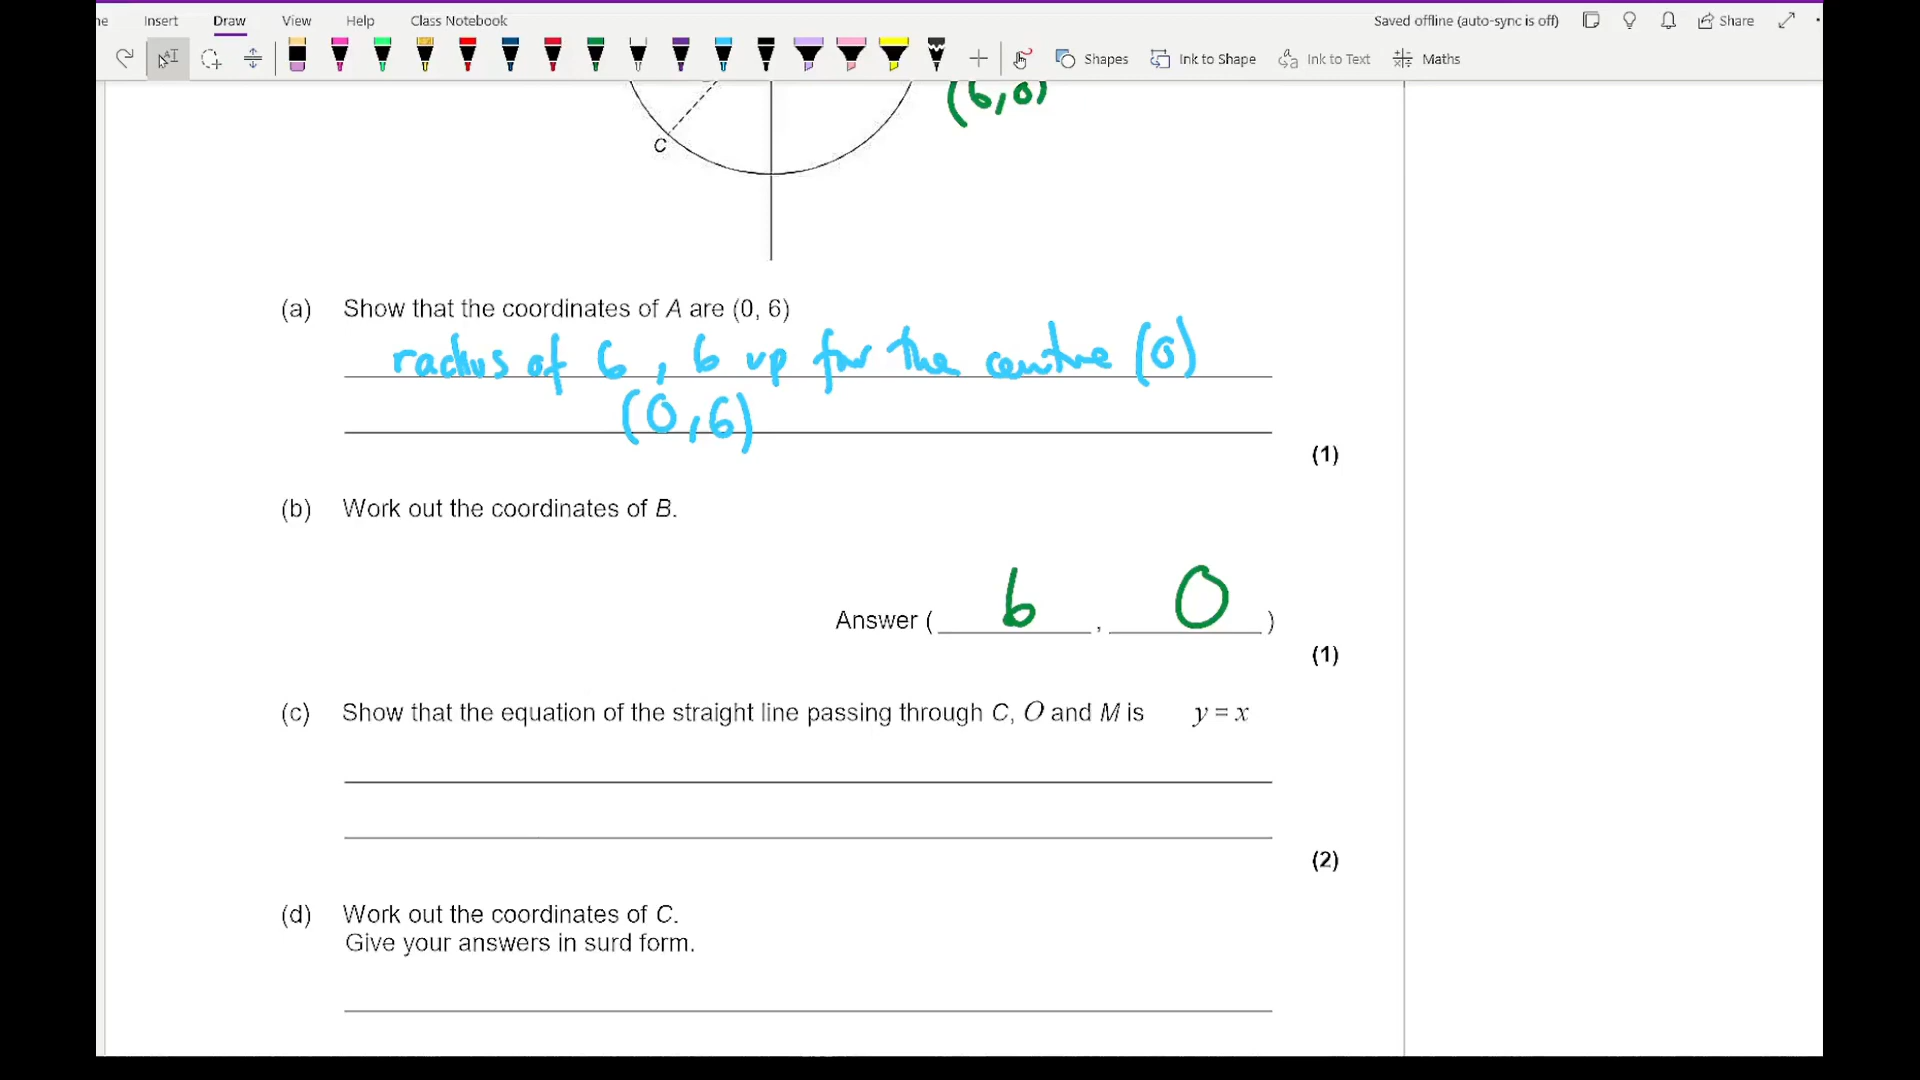 Insert Draw View Help Class Notebook Saved offline (auto-sync is off) Share
Shapes Ink to Shape Ink to Text Maths
(6,0)
C
(a) Show that the coordinates of A are (0, 6)
radius of 6, 6 up for the centre (0)
(0,6)
(1)
(b) Work out the coordinates of B.
Answer ( 6 , 0 )
(1)
(c) Show that the equation of the straight line passing through C, O and M is y = x
(2)
(d) Work out the coordinates of C.
Give your answers in surd form.